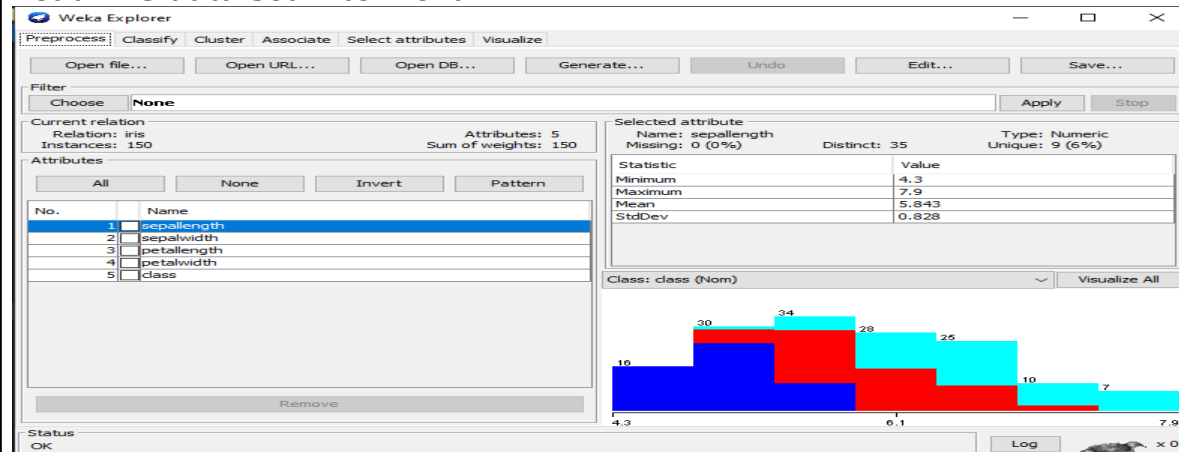 Weka Explorer
Preprocess Classify Cluster Associate Select attributes Visualize
Open file... Open URL... Open DB... Generate... Undo Edit... Save...
Filter
Choose None Apply Stop
Current relation
Relation: iris Attributes: 5
Instances: 150 Sum of weights: 150
Attributes
All None Invert Pattern
No. Name
1 sepallength
2 sepalwidth
3 petallength
4 petalwidth
5 class
Remove
Selected attribute
Name: sepallength Type: Numeric
Missing: 0 (0%) Distinct: 35 Unique: 9 (6%)
Statistic Value
Minimum 4.3
Maximum 7.9
Mean 5.843
StdDev 0.828
Class: class (Nom) Visualize All
16 30 34 28 25 10 7
4.3 6.1 7.9
Status
OK Log x 0